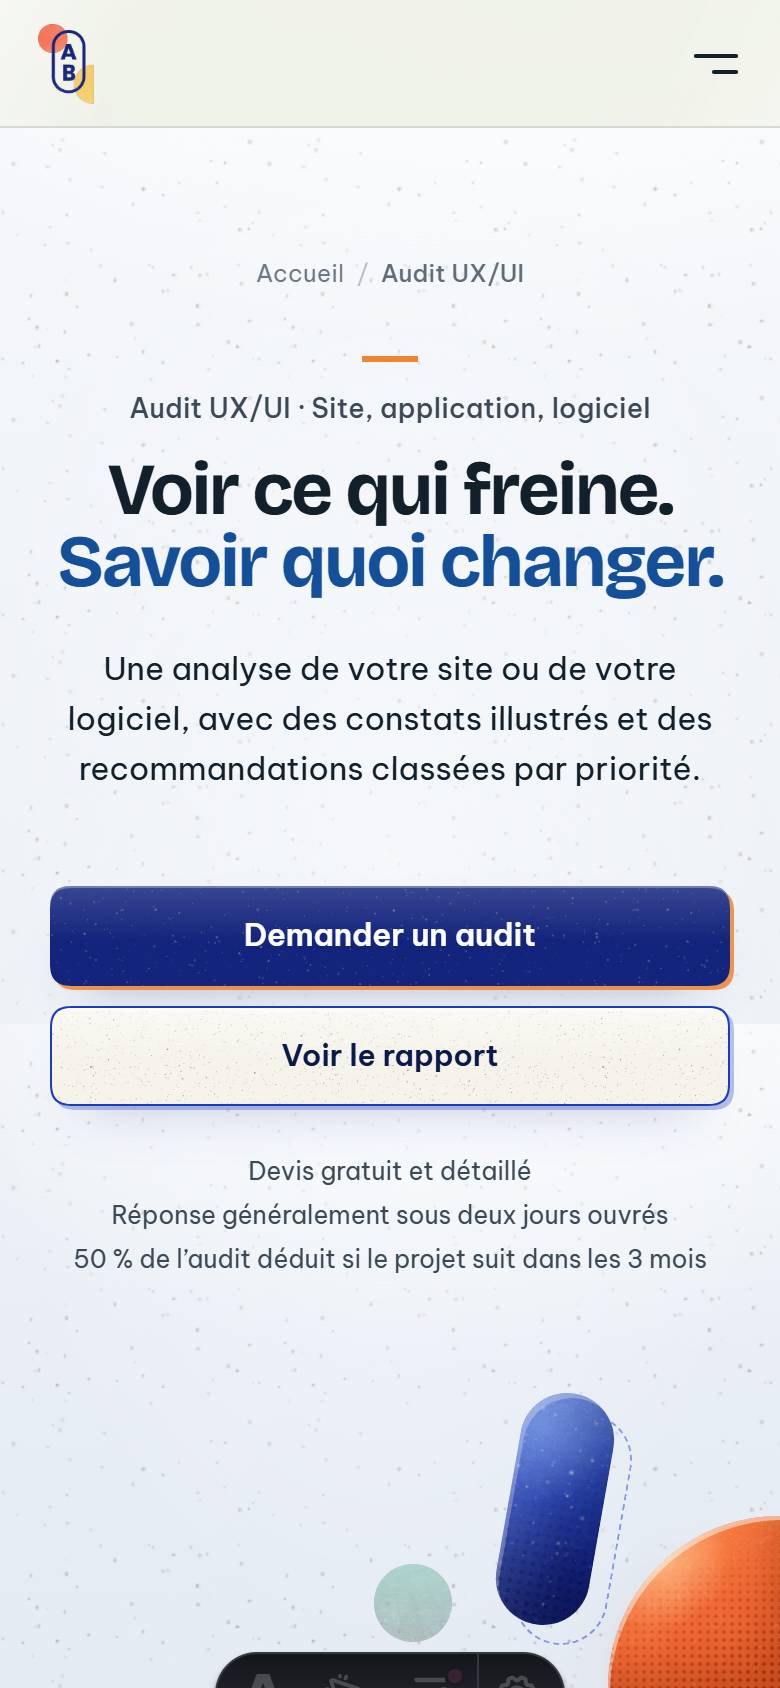 A
B
Accueil / Audit UX/UI
Audit UX/UI · Site, application, logiciel
Voir ce qui freine.
Savoir quoi changer.
Une analyse de votre site ou de votre
logiciel, avec des constats illustrés et des
recommandations classées par priorité.
Demander un audit
Voir le rapport
Devis gratuit et détaillé
Réponse généralement sous deux jours ouvrés
50 % de l’audit déduit si le projet suit dans les 3 mois